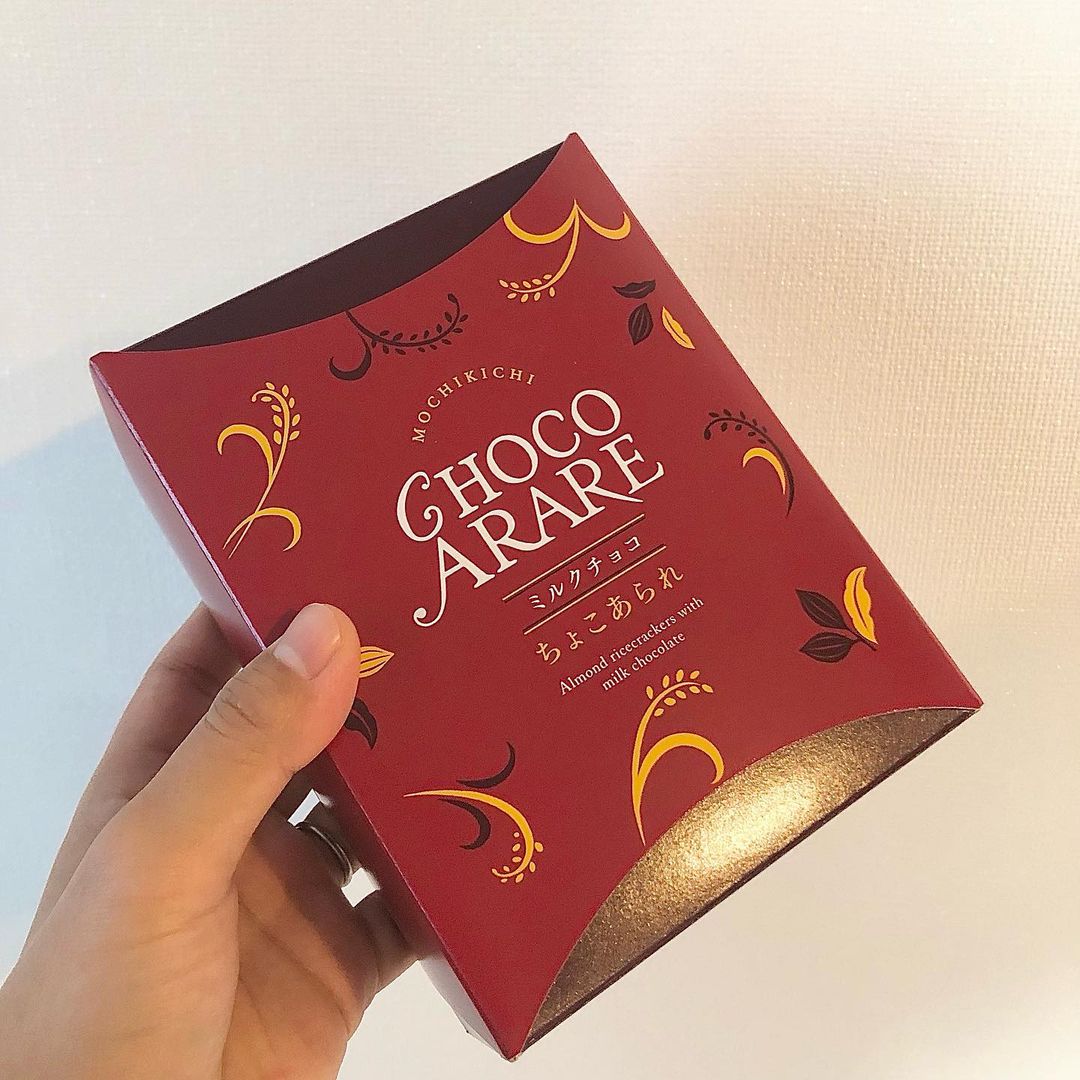 MOCHIKICHI
CHOCO
ARARE
ミルクチョコ
ちょこあられ
Almond ricecrackers with
milk chocolate